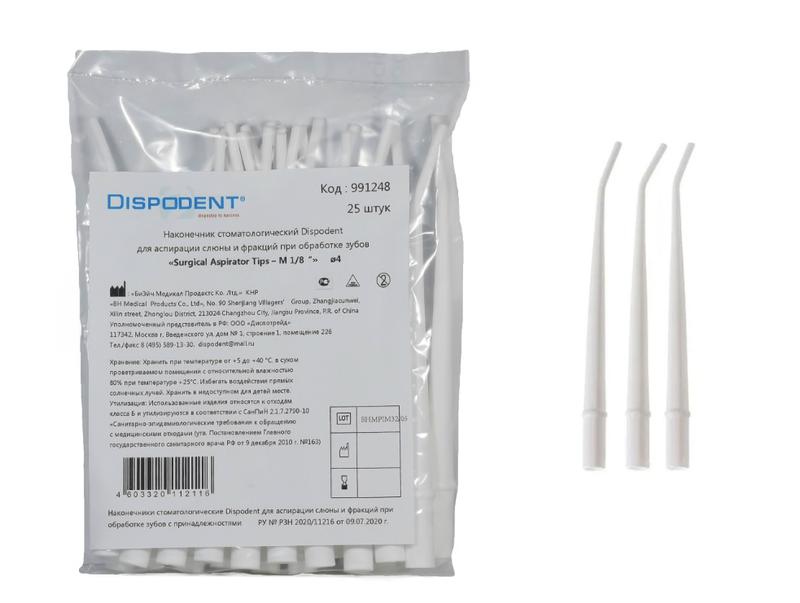 DISPODENT®
Код : 991248
25 штук
Наконечник стоматологический Dispodent
для аспирации слюны и фракций при обработке зубов
«Surgical Aspirator Tips – M 1/8 “» ø4
: «БиЭйч Медикал Продактс Ко. Лтд.» КНР
«BH Medical Products Co., Ltd», No. 90 Shenjiang Villagers' Group, Zhangjiacunwei,
Xilin street, Zhonglou District, 213024 Changzhou City, Jiangsu Province, P.R. of China
Уполномоченный представитель в РФ: ООО «Дискотрейд»
117342, Москва г, Введенского ул, дом № 1, строение 1, помещение 226
Тел./факс 8 (495) 589-13-30, dispodent@mail.ru
Хранение: Хранить при температуре от +5 до +40 °C, в сухом
проветриваемом помещении с относительной влажностью
80% при температуре +25°C. Избегать воздействия прямых
солнечных лучей. Хранить в недоступном для детей месте.
Утилизация: Использованные изделия относятся к отходам
класса Б и утилизируются в соответствии с СанПиН 2.1.7.2790-10
«Санитарно-эпидемиологические требования к обращению
с медицинскими отходами (утв. Постановлением Главного
государственного санитарного врача РФ от 9 декабря 2010 г. №163)
LOT
BHMPIM32/05
4 603320 112116
Наконечники стоматологические Dispodent для аспирации слюны и фракций при
обработке зубов с принадлежностями РУ № РЗН 2020/11216 от 09.07.2020 г.